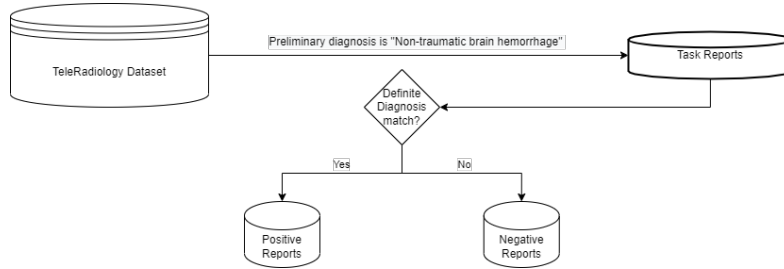 Preliminary diagnosis is "Non-traumatic brain hemorrhage"
TeleRadiology Dataset
Task Reports
Definite
Diagnosis
match?
Yes
No
Positive
Reports
Negative
Reports